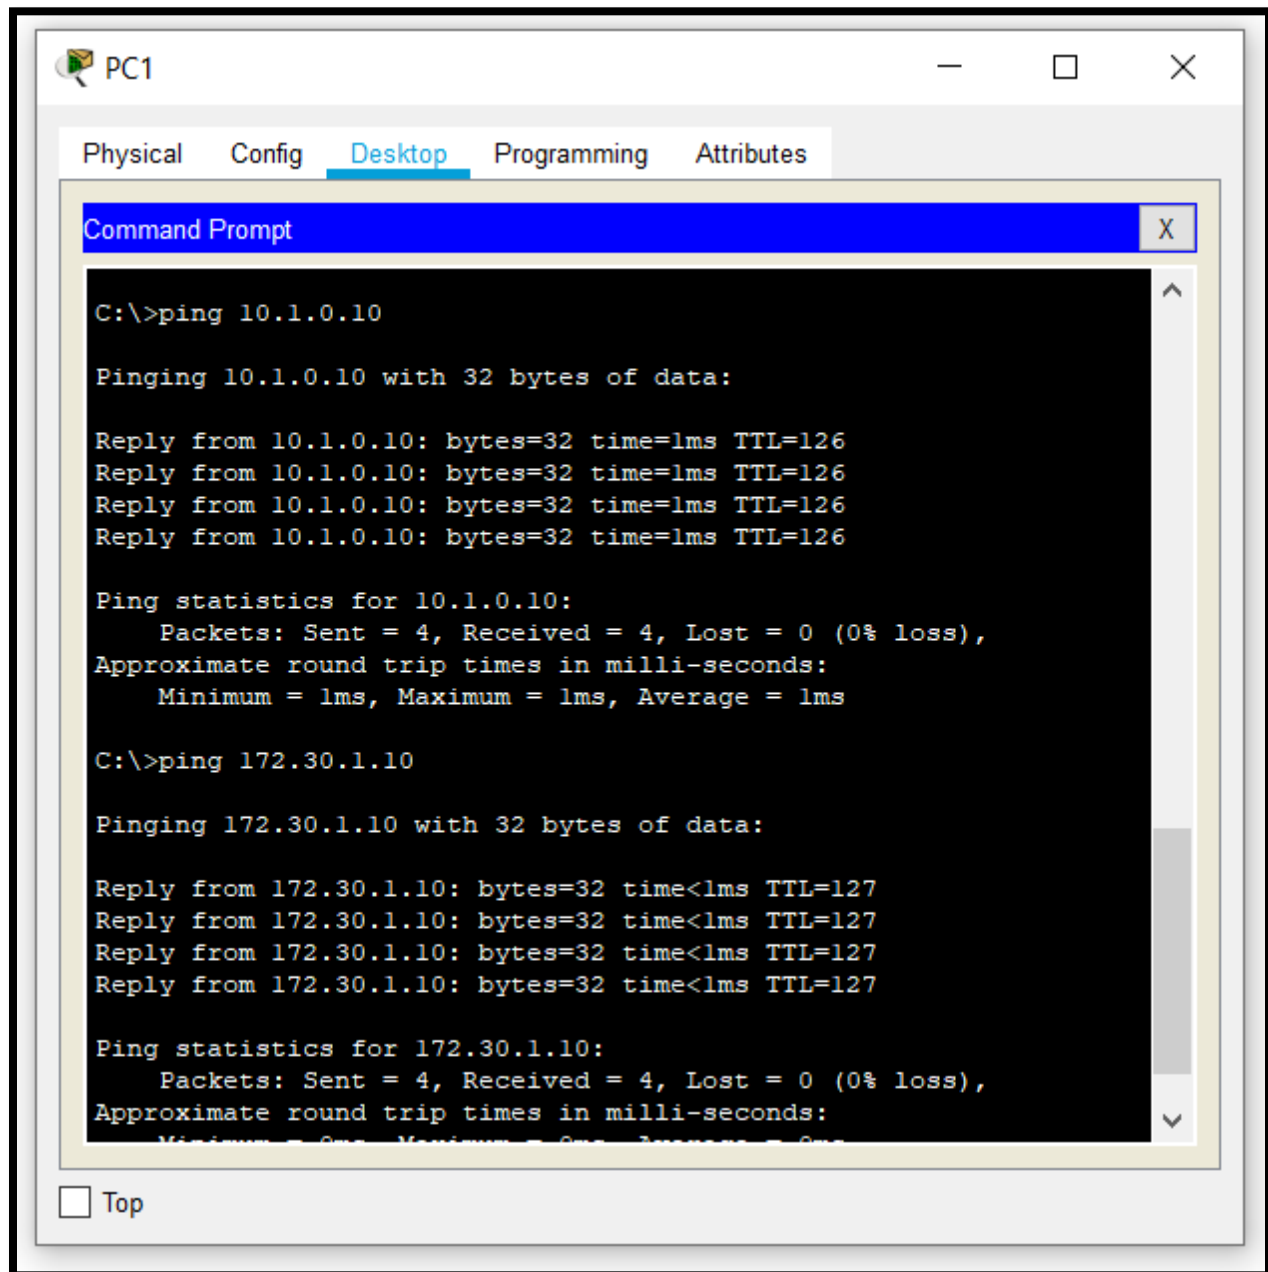 PC1
Physical Config Desktop Programming Attributes
Command Prompt X
C:\>ping 10.1.0.10
Pinging 10.1.0.10 with 32 bytes of data:
Reply from 10.1.0.10: bytes=32 time=1ms TTL=126
Reply from 10.1.0.10: bytes=32 time=1ms TTL=126
Reply from 10.1.0.10: bytes=32 time=1ms TTL=126
Reply from 10.1.0.10: bytes=32 time=1ms TTL=126
Ping statistics for 10.1.0.10:
Packets: Sent = 4, Received = 4, Lost = 0 (0% loss),
Approximate round trip times in milli-seconds:
Minimum = 1ms, Maximum = 1ms, Average = 1ms
C:\>ping 172.30.1.10
Pinging 172.30.1.10 with 32 bytes of data:
Reply from 172.30.1.10: bytes=32 time<1ms TTL=127
Reply from 172.30.1.10: bytes=32 time<1ms TTL=127
Reply from 172.30.1.10: bytes=32 time<1ms TTL=127
Reply from 172.30.1.10: bytes=32 time<1ms TTL=127
Ping statistics for 172.30.1.10:
Packets: Sent = 4, Received = 4, Lost = 0 (0% loss),
Approximate round trip times in milli-seconds:
Minimum = 0ms, Maximum = 0ms, Average = 0ms
Top